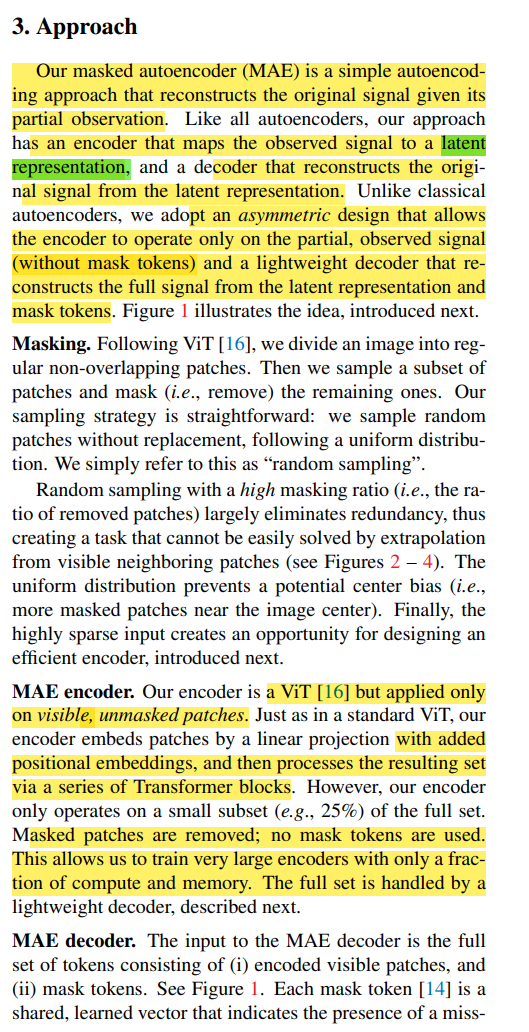 3. Approach
Our masked autoencoder (MAE) is a simple autoencod-
ing approach that reconstructs the original signal given its
partial observation. Like all autoencoders, our approach
has an encoder that maps the observed signal to a latent
representation, and a decoder that reconstructs the origi-
nal signal from the latent representation. Unlike classical
autoencoders, we adopt an asymmetric design that allows
the encoder to operate only on the partial, observed signal
(without mask tokens) and a lightweight decoder that re-
constructs the full signal from the latent representation and
mask tokens. Figure 1 illustrates the idea, introduced next.
Masking. Following ViT [16], we divide an image into reg-
ular non-overlapping patches. Then we sample a subset of
patches and mask (i.e., remove) the remaining ones. Our
sampling strategy is straightforward: we sample random
patches without replacement, following a uniform distribu-
tion. We simply refer to this as “random sampling”.
Random sampling with a high masking ratio (i.e., the ra-
tio of removed patches) largely eliminates redundancy, thus
creating a task that cannot be easily solved by extrapolation
from visible neighboring patches (see Figures 2 – 4). The
uniform distribution prevents a potential center bias (i.e.,
more masked patches near the image center). Finally, the
highly sparse input creates an opportunity for designing an
efficient encoder, introduced next.
MAE encoder. Our encoder is a ViT [16] but applied only
on visible, unmasked patches. Just as in a standard ViT, our
encoder embeds patches by a linear projection with added
positional embeddings, and then processes the resulting set
via a series of Transformer blocks. However, our encoder
only operates on a small subset (e.g., 25%) of the full set.
Masked patches are removed; no mask tokens are used.
This allows us to train very large encoders with only a frac-
tion of compute and memory. The full set is handled by a
lightweight decoder, described next.
MAE decoder. The input to the MAE decoder is the full
set of tokens consisting of (i) encoded visible patches, and
(ii) mask tokens. See Figure 1. Each mask token [14] is a
shared, learned vector that indicates the presence of a miss-